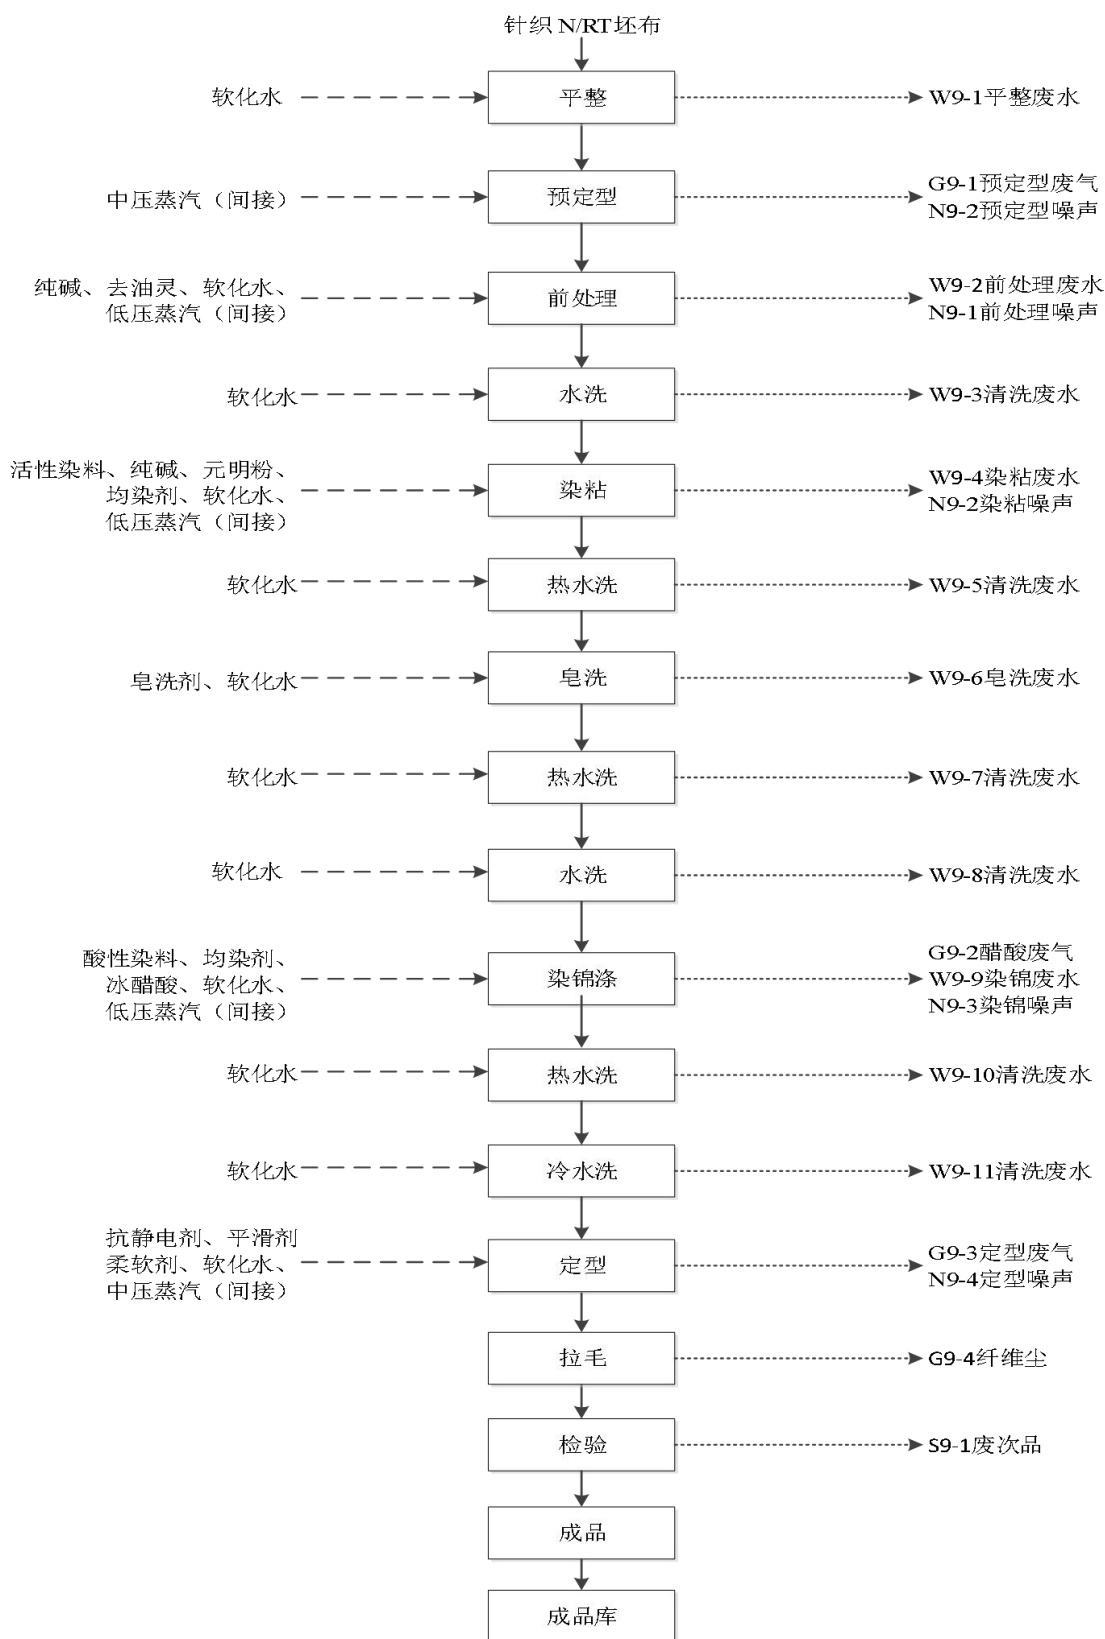 针织 N/RT坯布
软化水
平整
W9-1平整废水
中压蒸汽（间接）
预定型
G9-1预定型废气
N9-2预定型噪声
纯碱、去油灵、软化水、
低压蒸汽（间接）
前处理
W9-2前处理废水
N9-1前处理噪声
软化水
水洗
W9-3清洗废水
活性染料、纯碱、元明粉、
均染剂、软化水、
低压蒸汽（间接）
染粘
W9-4染粘废水
N9-2染粘噪声
软化水
热水洗
W9-5清洗废水
皂洗剂、软化水
皂洗
W9-6皂洗废水
软化水
热水洗
W9-7清洗废水
软化水
水洗
W9-8清洗废水
酸性染料、均染剂、
冰醋酸、软化水、
低压蒸汽（间接）
染锦涤
G9-2醋酸废气
W9-9染锦废水
N9-3染锦噪声
软化水
热水洗
W9-10清洗废水
软化水
冷水洗
W9-11清洗废水
抗静电剂、平滑剂
柔软剂、软化水、
中压蒸汽（间接）
定型
G9-3定型废气
N9-4定型噪声
拉毛
G9-4纤维尘
检验
S9-1废次品
成品
成品库